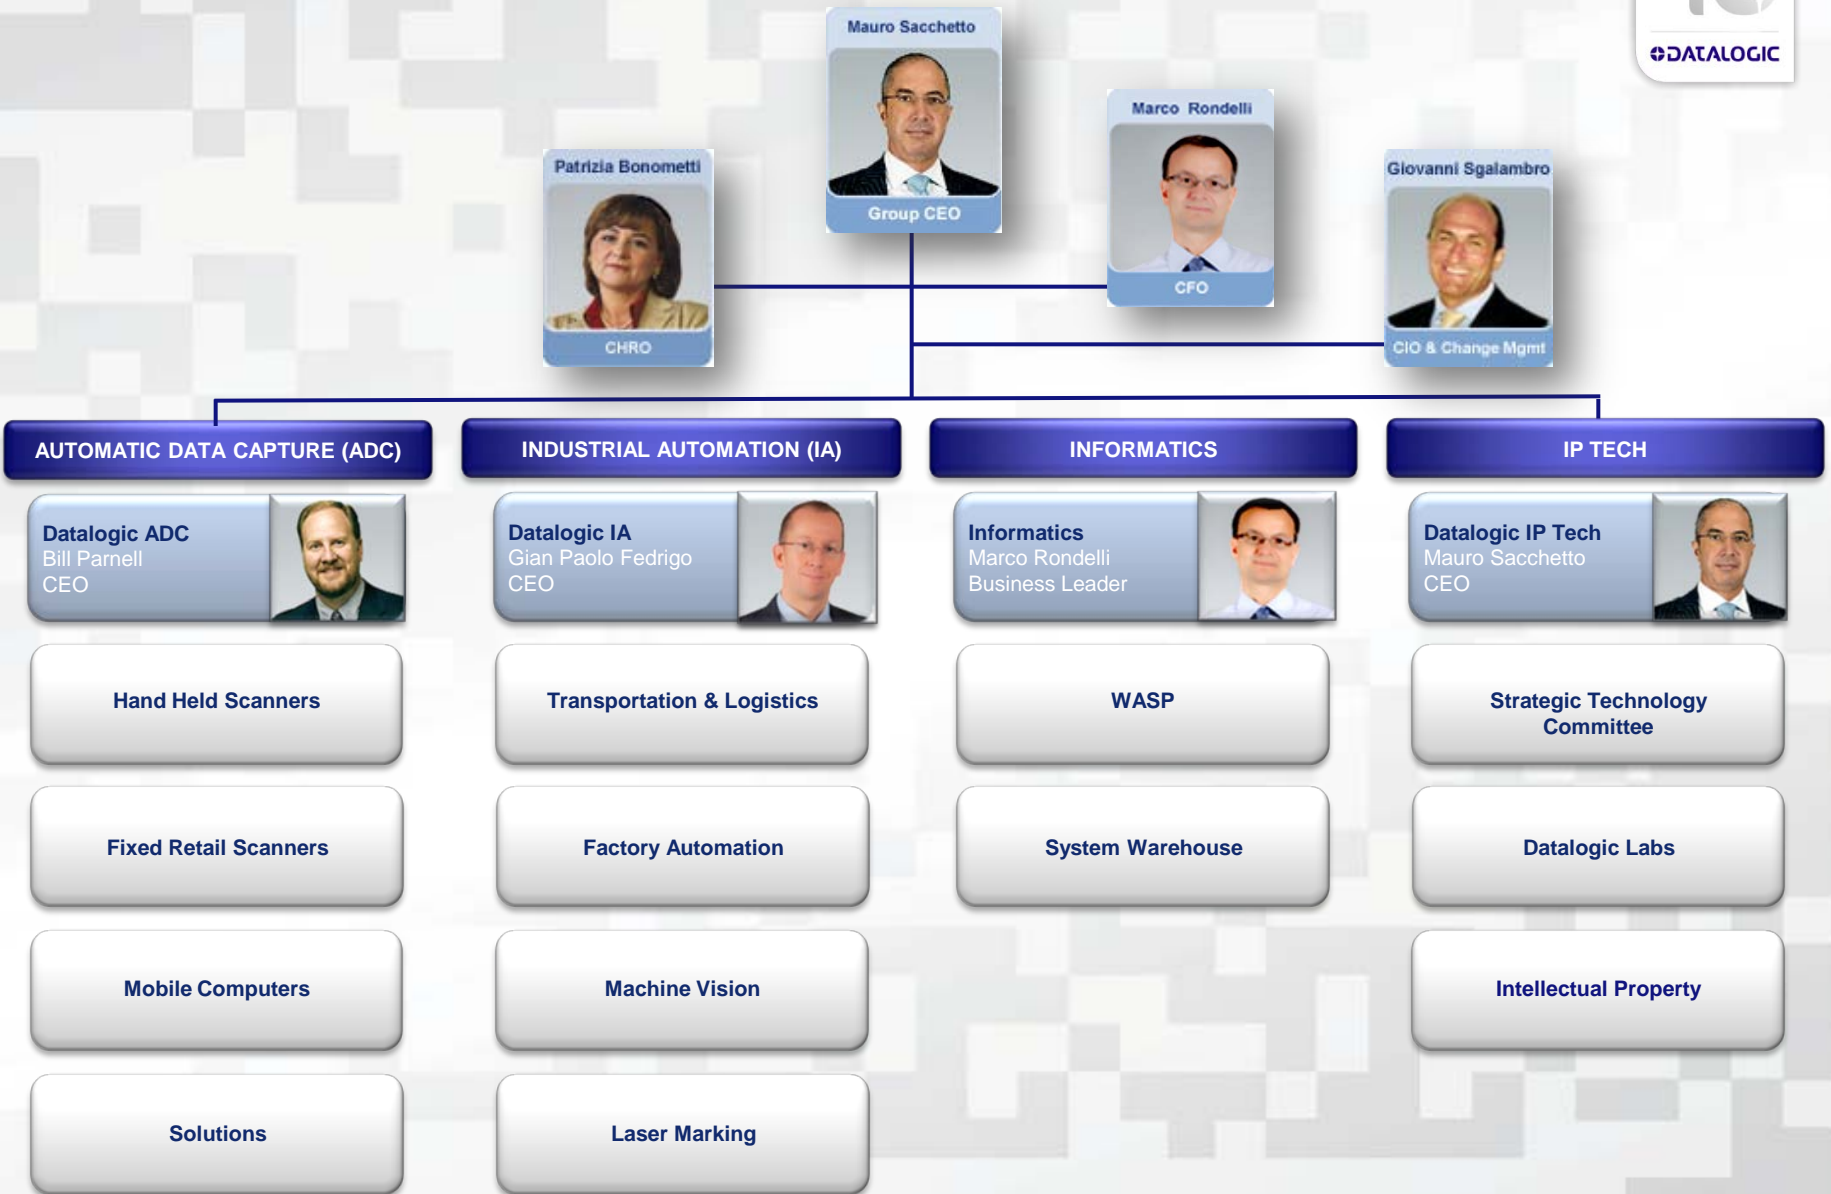 Mauro Sacchetto
Group CEO
DATALOGIC
Marco Rondelli
CFO
Patrizia Bonometti
CHRO
Giovanni Sgalambro
CIO & Change Mgmt
AUTOMATIC DATA CAPTURE (ADC)
INDUSTRIAL AUTOMATION (IA)
INFORMATICS
IP TECH
Datalogic ADC
Bill Parnell
CEO
Datalogic IA
Gian Paolo Fedrigo
CEO
Informatics
Marco Rondelli
Business Leader
Datalogic IP Tech
Mauro Sacchetto
CEO
Hand Held Scanners
Transportation & Logistics
WASP
Strategic Technology
Committee
Fixed Retail Scanners
Factory Automation
System Warehouse
Datalogic Labs
Mobile Computers
Machine Vision
Intellectual Property
Solutions
Laser Marking